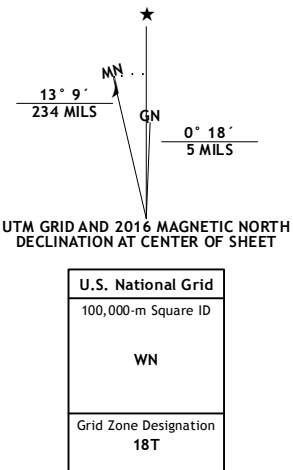 ★
MN
13° 9´
234 MILS
GN
0° 18´
5 MILS
UTM GRID AND 2016 MAGNETIC NORTH
DECLINATION AT CENTER OF SHEET
U.S. National Grid
100,000-m Square ID
WN
Grid Zone Designation
18T